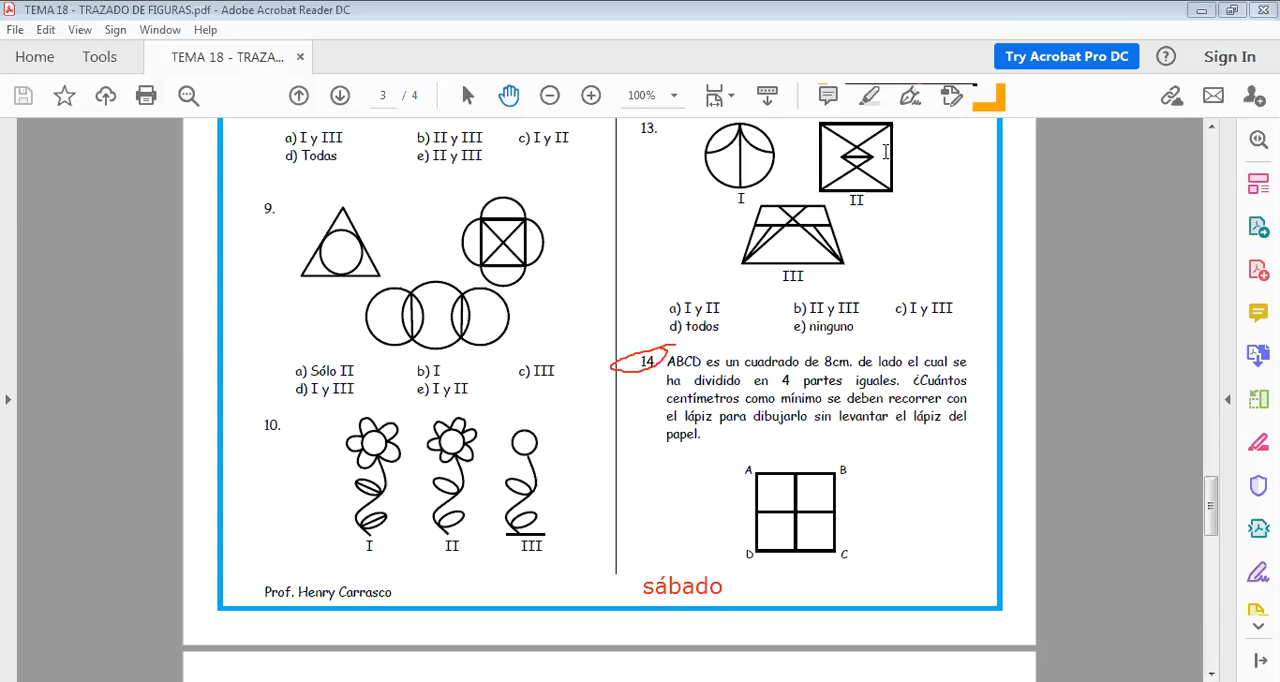 TEMA 18 - TRAZADO DE FIGURAS.pdf - Adobe Acrobat Reader DC
File Edit View Sign Window Help
Home Tools TEMA 18 - TRAZA... × Try Acrobat Pro DC Sign In
3 / 4 100%
a) I y III b) II y III c) I y II
d) Todas e) II y III
9.
a) Sólo II b) I c) III
d) I y III e) I y II
10.
I II III
Prof. Henry Carrasco
13.
I II
III
a) I y II b) II y III c) I y III
d) todos e) ninguno
14. ABCD es un cuadrado de 8cm. de lado el cual se
ha dividido en 4 partes iguales. ¿Cuántos
centímetros como mínimo se deben recorrer con
el lápiz para dibujarlo sin levantar el lápiz del
papel.
A B
D C
sábado